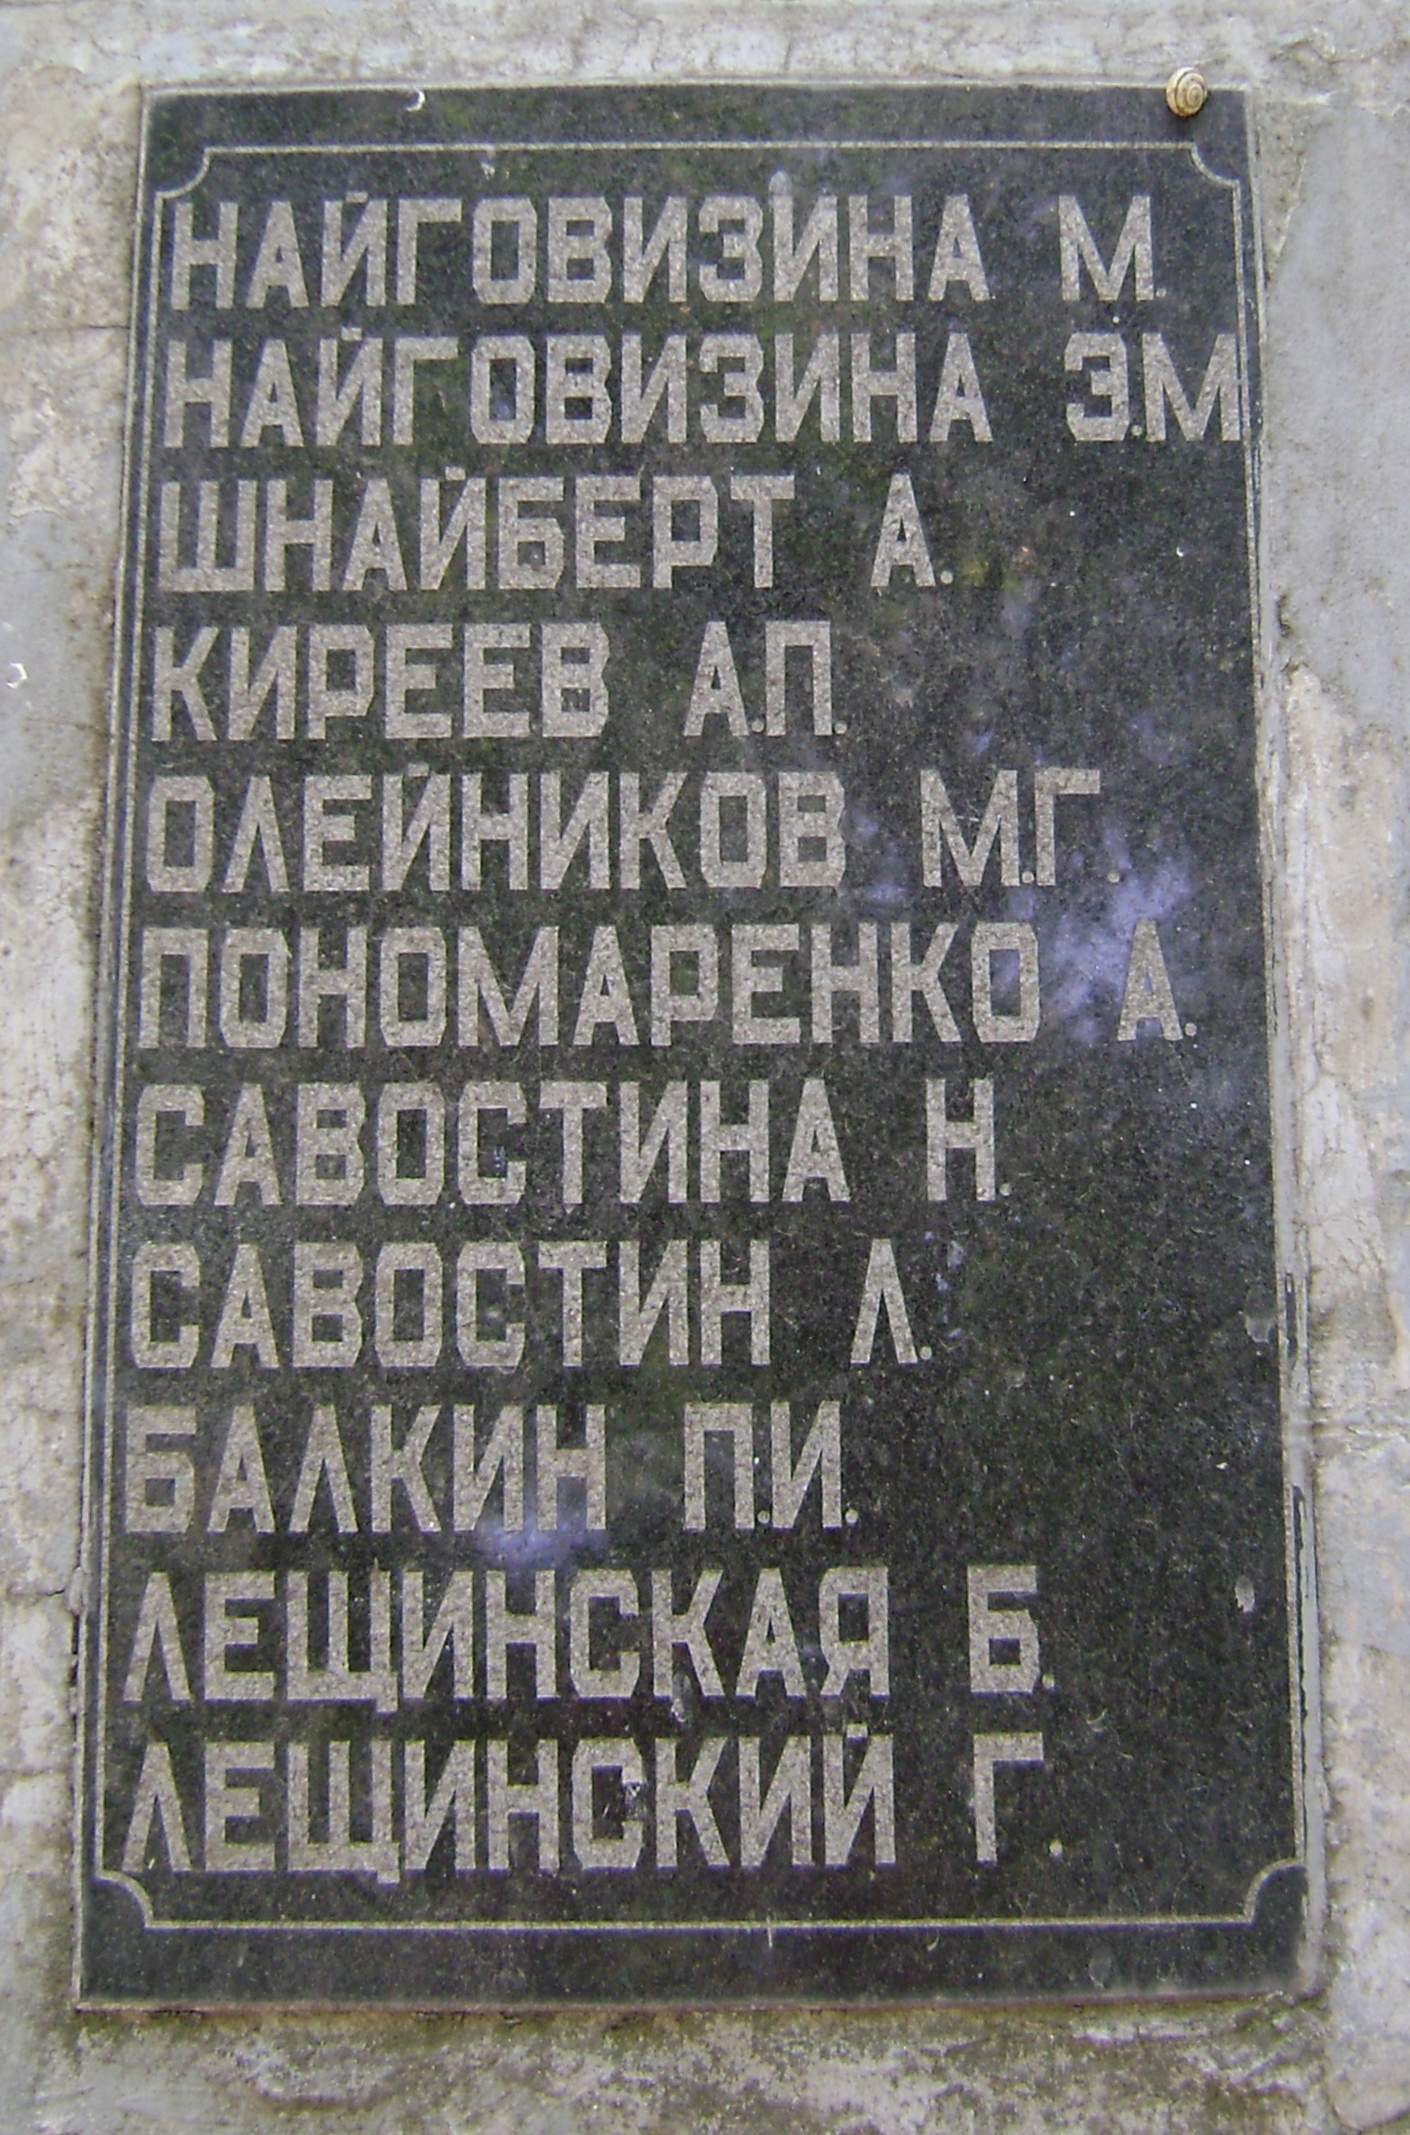 НАЙГОВИЗИНА М.
НАЙГОВИЗИНА Э.М
ШНАЙБЕРТ А.
КИРЕЕВ А.П.
ОЛЕЙНИКОВ М.Г.
ПОНОМАРЕНКО А.
САВОСТИНА Н.
САВОСТИН Л.
БАЛКИН П.И.
ЛЕЩИНСКАЯ Б.
ЛЕЩИНСКИЙ Г.